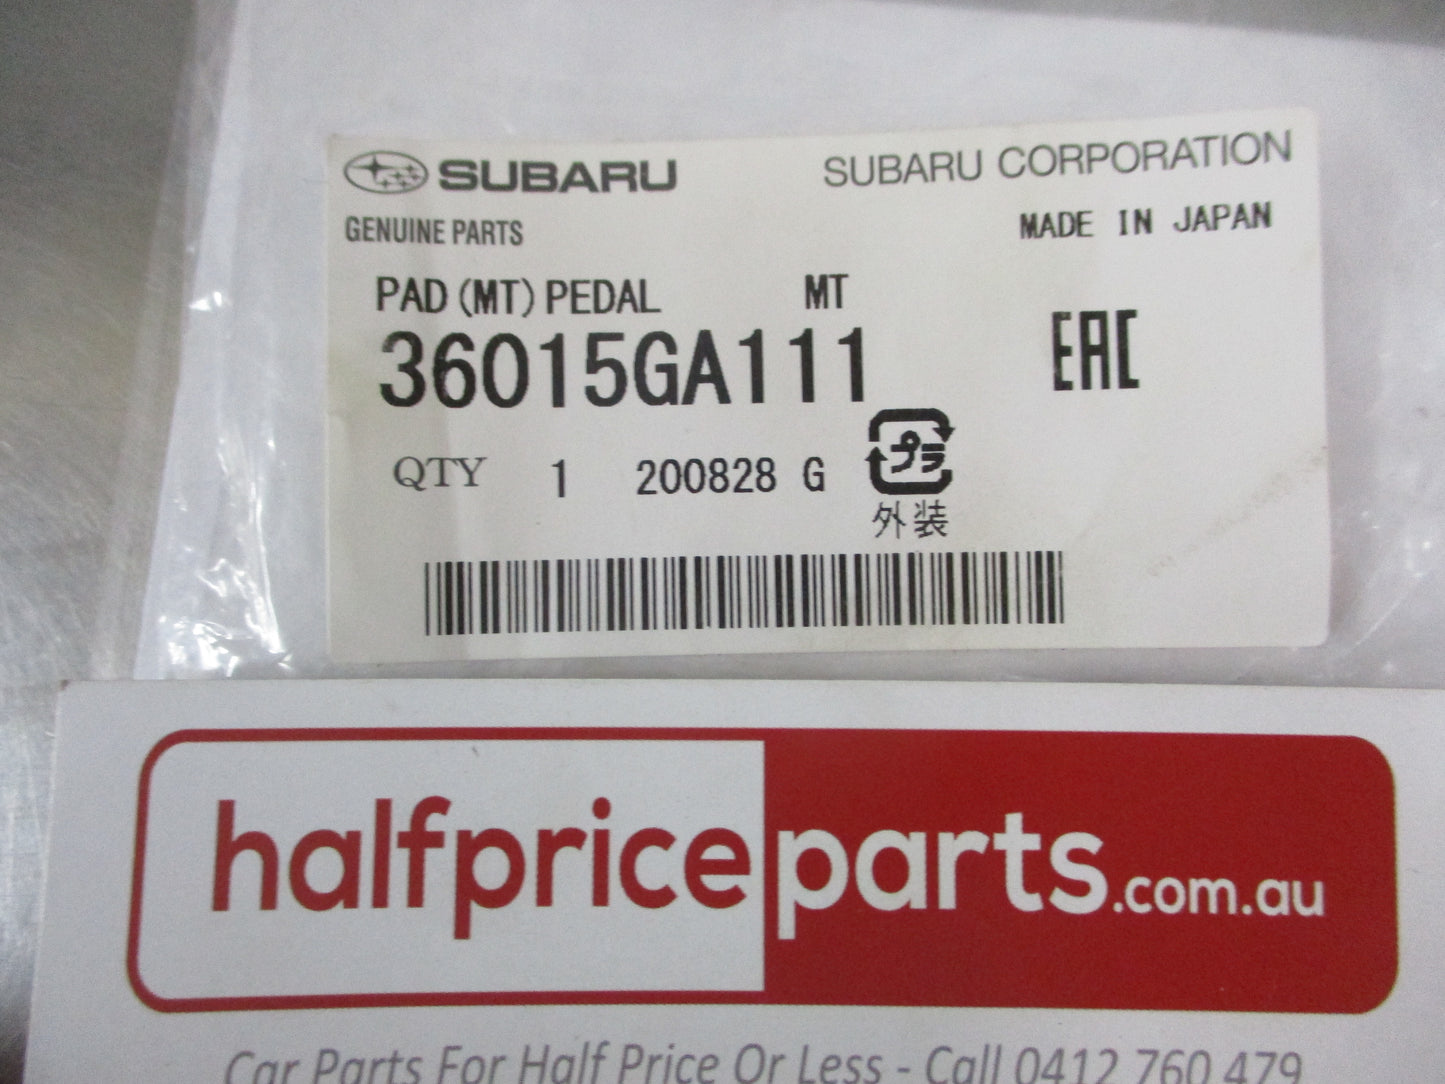 SUBARU SUBARU CORPORATION
GENUINE PARTS MADE IN JAPAN
PAD (MT) PEDAL MT
36015GA111 EAC
QTY 1 200828 G プラ
外装
halfpriceparts.com.au
Car Parts For Half Price Or Less - Call 0412 760 479